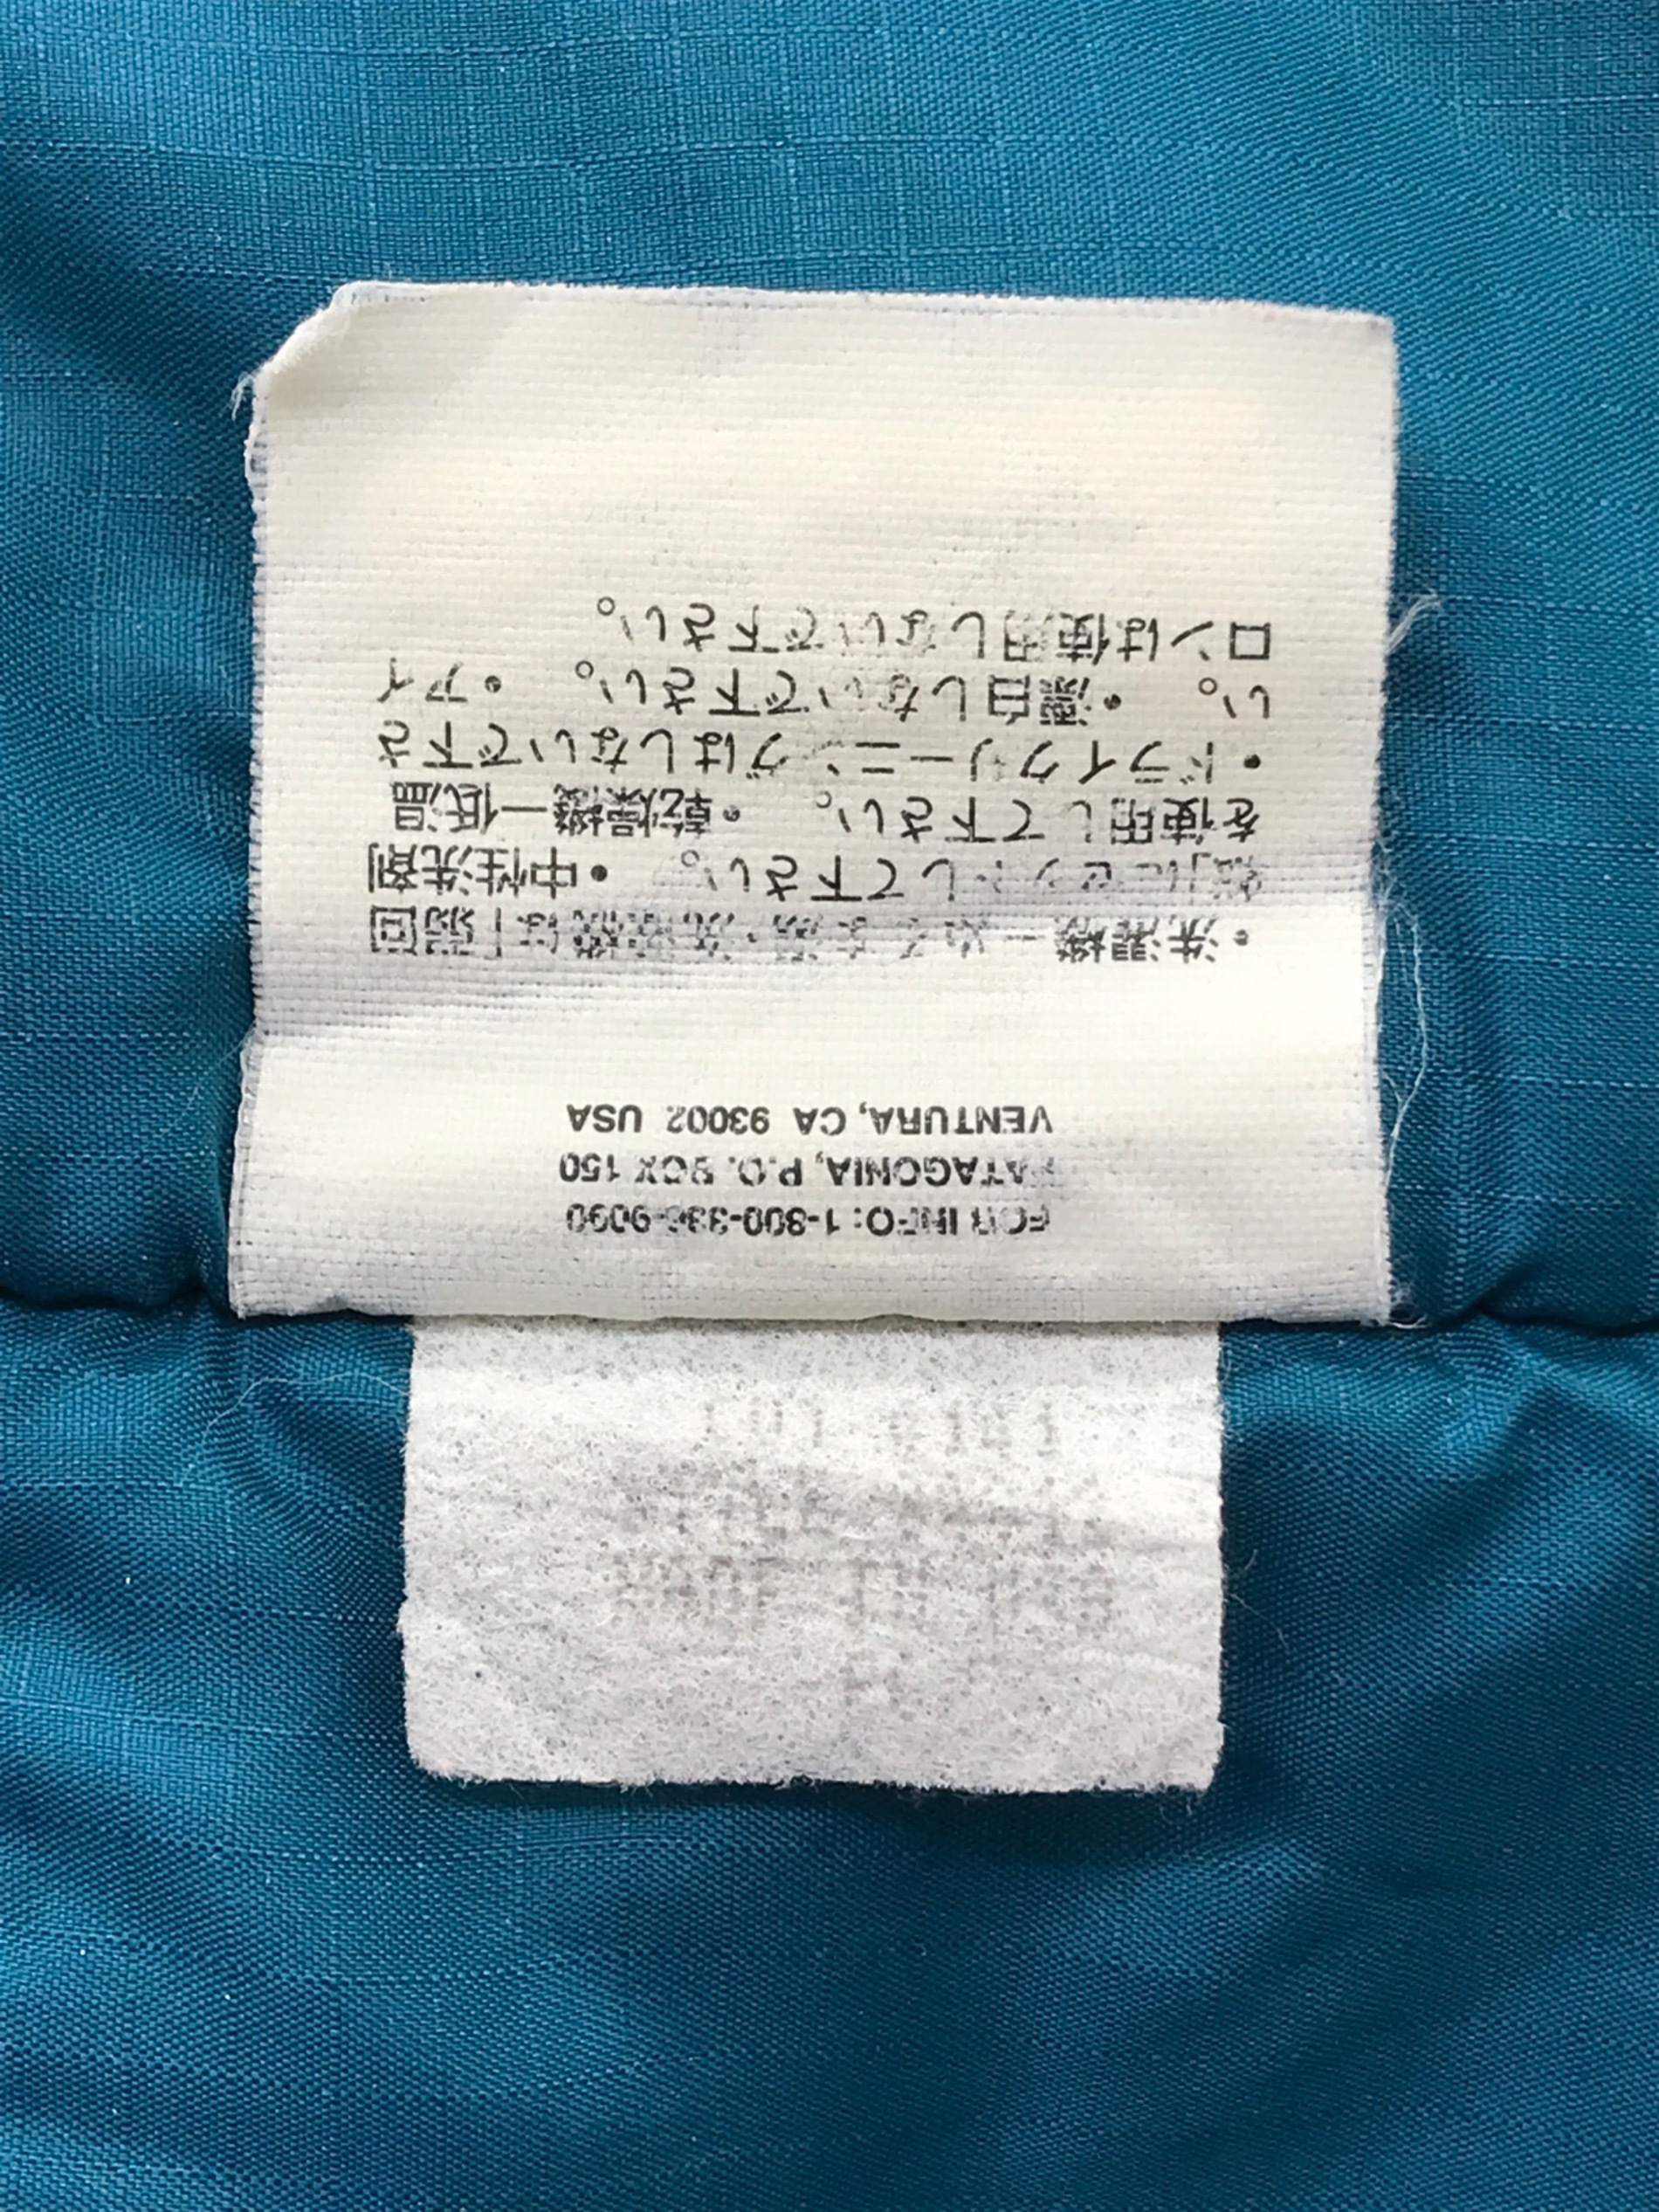 FOR INFO: 1-800-336-9090
PATAGONIA, P.O. BOX 150
VENTURA, CA 93002 USA
・洗濯機ーぬるま湯・洗濯機は「弱回
転」にセットして下さい。 ・中性洗剤
を使用して下さい。 ・乾燥機ー低温
・ドライクリーニングはしないで下さ
い。 ・漂白しないで下さい。 ・アイ
ロンは使用しないで下さい。